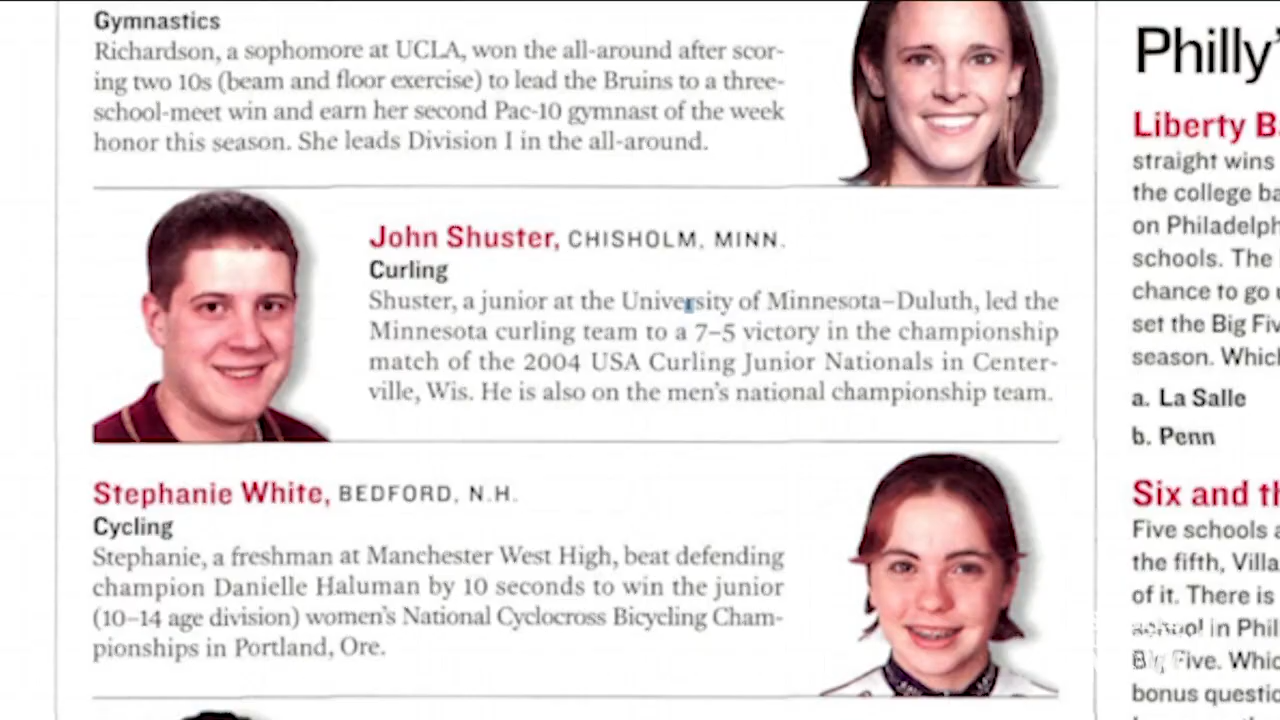 Gymnastics
Richardson, a sophomore at UCLA, won the all-around after scor-
ing two 10s (beam and floor exercise) to lead the Bruins to a three-
school-meet win and earn her second Pac-10 gymnast of the week
honor this season. She leads Division I in the all-around.
John Shuster, CHISHOLM, MINN.
Curling
Shuster, a junior at the University of Minnesota–Duluth, led the
Minnesota curling team to a 7–5 victory in the championship
match of the 2004 USA Curling Junior Nationals in Center-
ville, Wis. He is also on the men's national championship team.
Stephanie White, BEDFORD, N.H.
Cycling
Stephanie, a freshman at Manchester West High, beat defending
champion Danielle Haluman by 10 seconds to win the junior
(10–14 age division) women's National Cyclocross Bicycling Cham-
pionships in Portland, Ore.
Philly'
Liberty B
straight wins
the college ba
on Philadelph
schools. The
chance to go
set the Big Fiv
season. Which
a. La Salle
b. Penn
Six and th
Five schools a
the fifth, Villa
of it. There is
school in Phil
Big Five. Whic
bonus questio